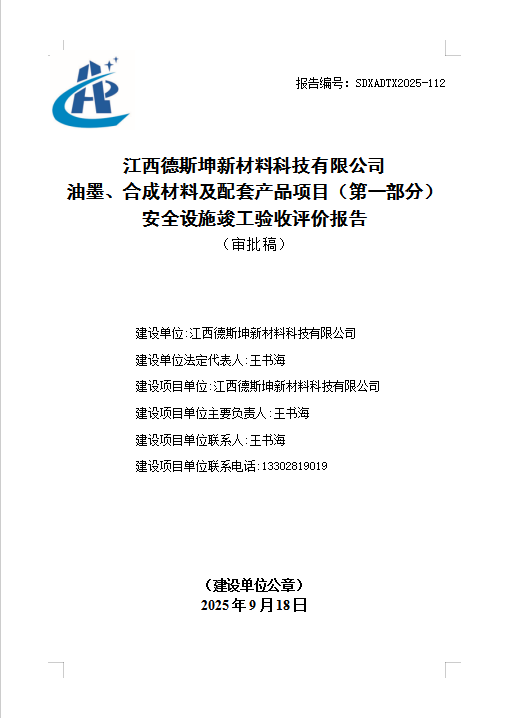 报告编号：SDXADTX2025-112
江西德斯坤新材料科技有限公司
油墨、合成材料及配套产品项目（第一部分）
安全设施竣工验收评价报告
（审批稿）
建设单位:江西德斯坤新材料科技有限公司
建设单位法定代表人:王书海
建设项目单位:江西德斯坤新材料科技有限公司
建设项目单位主要负责人:王书海
建设项目单位联系人:王书海
建设项目单位联系电话:13302819019
（建设单位公章）
2025年9月18日